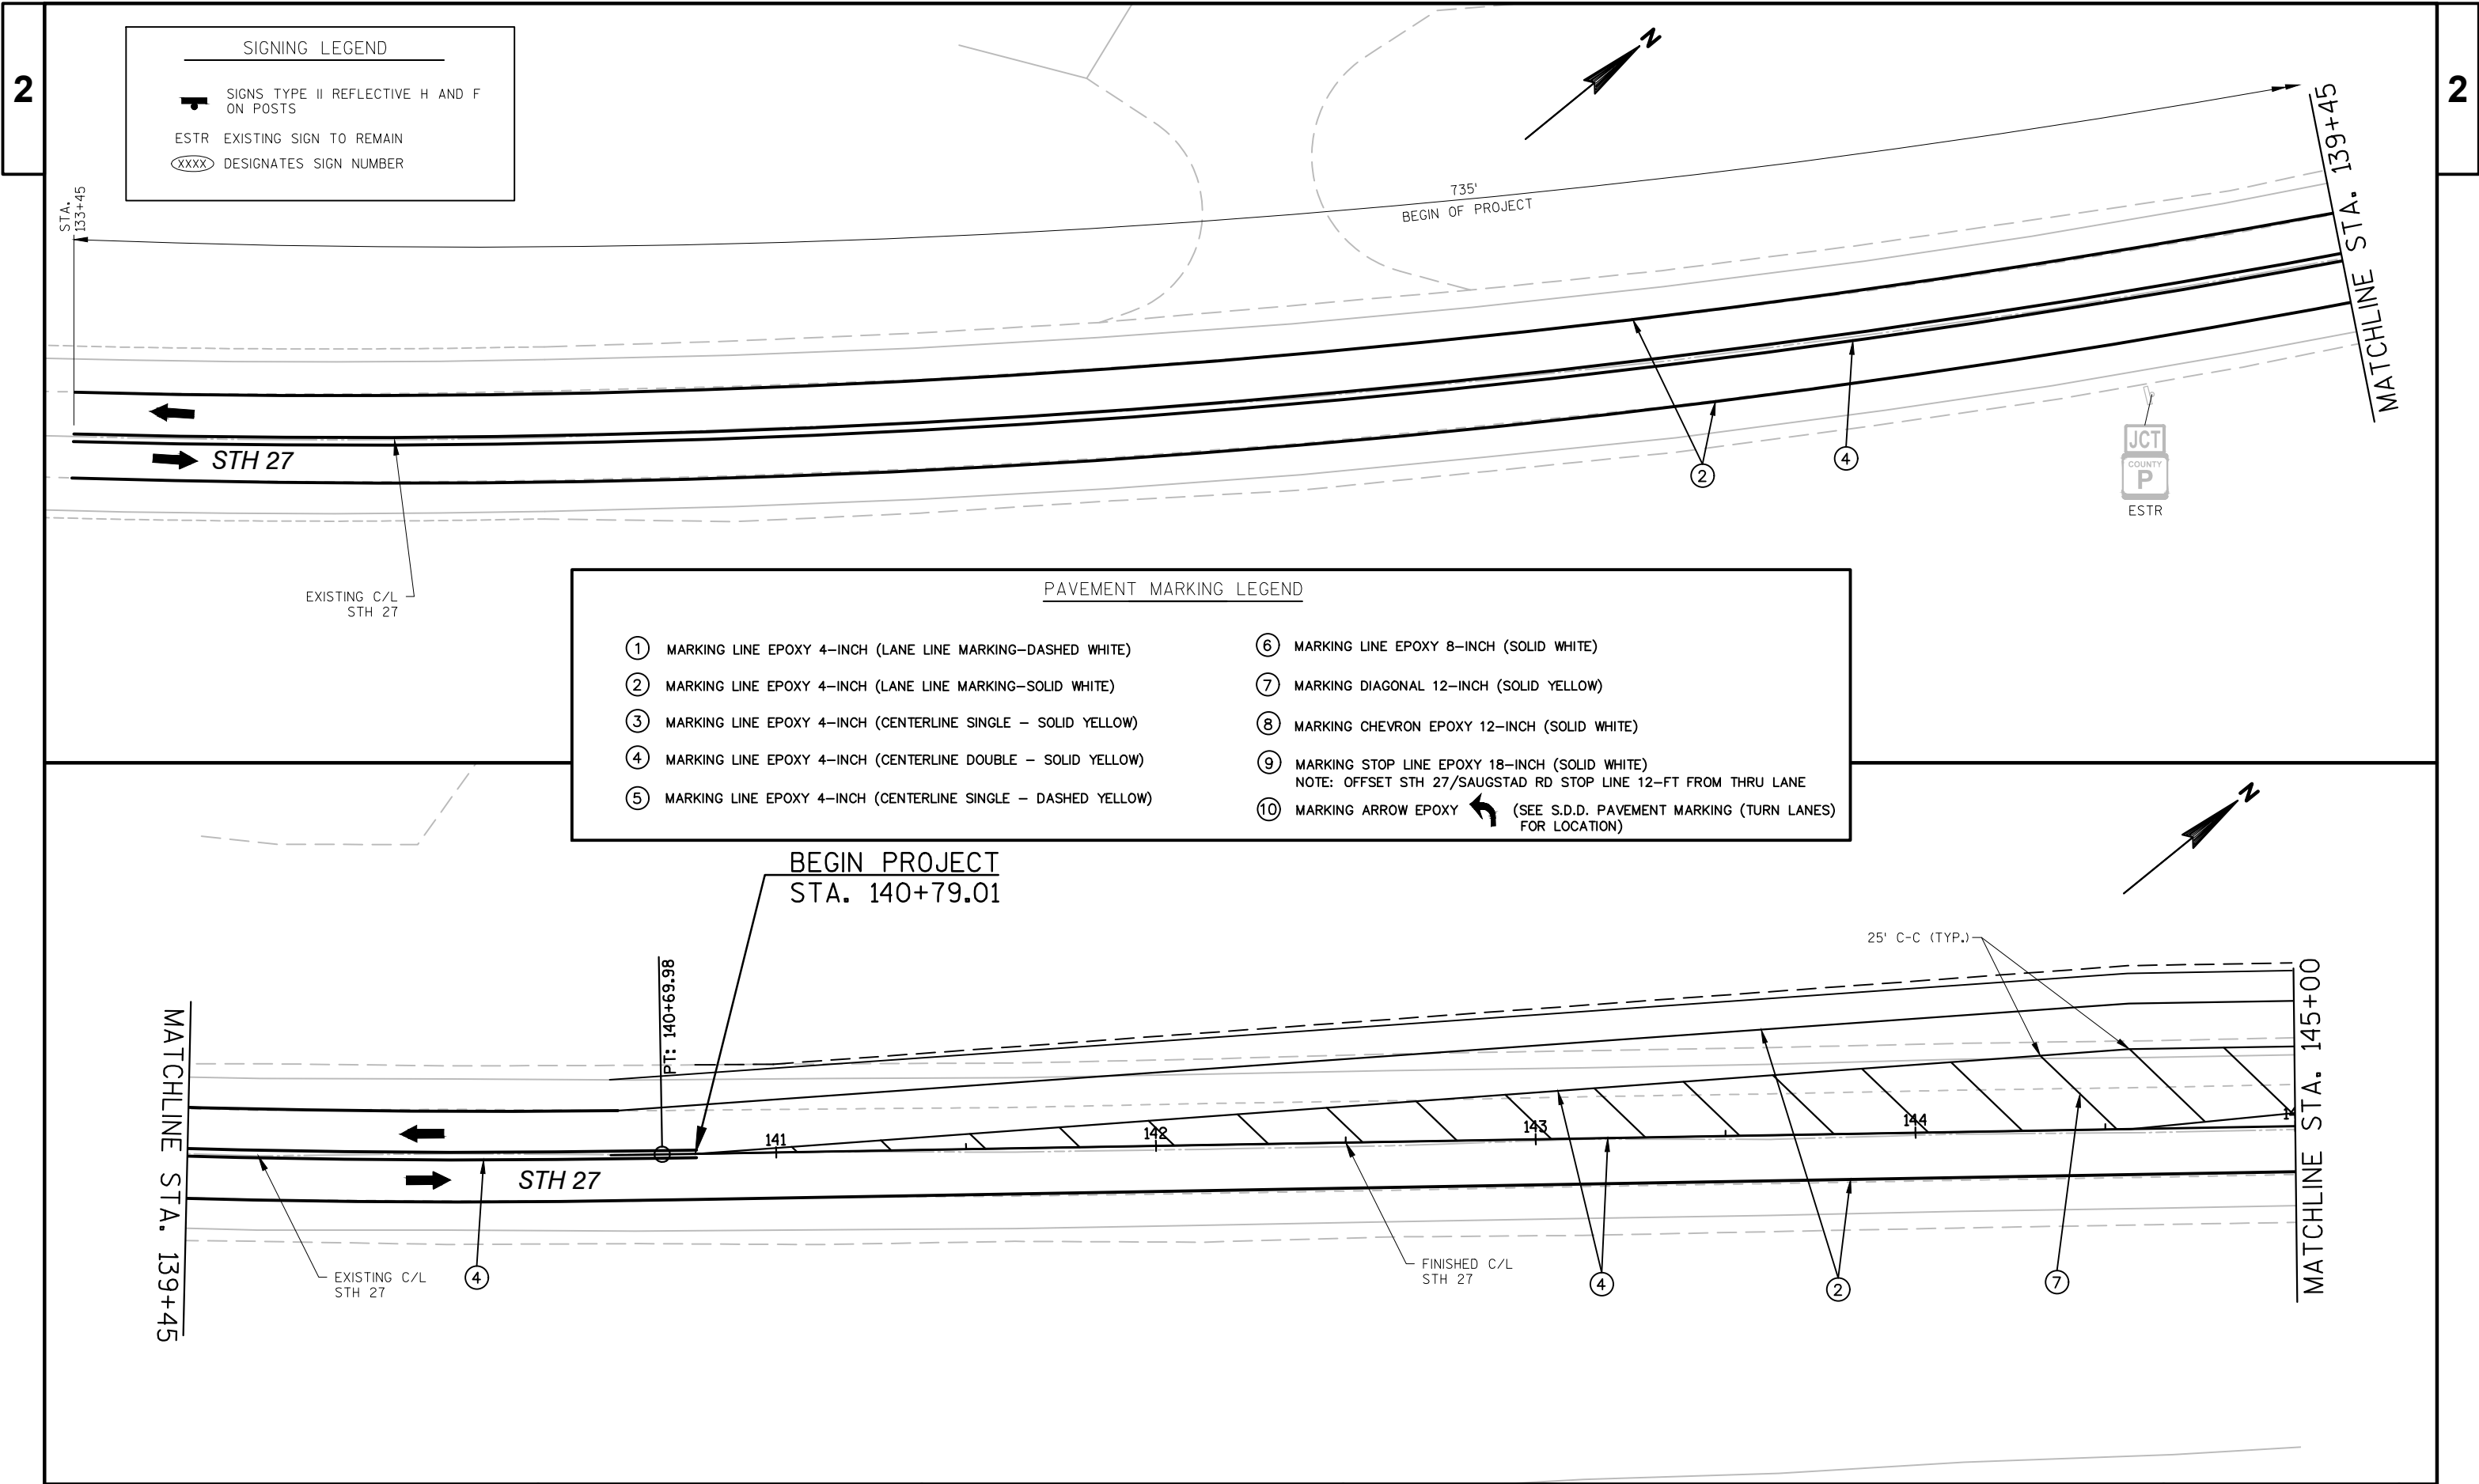 2
2
SIGNING LEGEND
SIGNS TYPE II REFLECTIVE H AND F
ON POSTS
ESTR EXISTING SIGN TO REMAIN
XXXX DESIGNATES SIGN NUMBER
N
STA.
133+45
735'
BEGIN OF PROJECT
MATCHLINE STA. 139+45
STH 27
EXISTING C/L
STH 27
2
4
JCT
COUNTY
P
ESTR
PAVEMENT MARKING LEGEND
1 MARKING LINE EPOXY 4-INCH (LANE LINE MARKING-DASHED WHITE)
2 MARKING LINE EPOXY 4-INCH (LANE LINE MARKING-SOLID WHITE)
3 MARKING LINE EPOXY 4-INCH (CENTERLINE SINGLE - SOLID YELLOW)
4 MARKING LINE EPOXY 4-INCH (CENTERLINE DOUBLE - SOLID YELLOW)
5 MARKING LINE EPOXY 4-INCH (CENTERLINE SINGLE - DASHED YELLOW)
6 MARKING LINE EPOXY 8-INCH (SOLID WHITE)
7 MARKING DIAGONAL 12-INCH (SOLID YELLOW)
8 MARKING CHEVRON EPOXY 12-INCH (SOLID WHITE)
9 MARKING STOP LINE EPOXY 18-INCH (SOLID WHITE)
NOTE: OFFSET STH 27/SAUGSTAD RD STOP LINE 12-FT FROM THRU LANE
10 MARKING ARROW EPOXY (SEE S.D.D. PAVEMENT MARKING (TURN LANES)
FOR LOCATION)
N
BEGIN PROJECT
STA. 140+79.01
25' C-C (TYP.)
PT: 140+69.98
MATCHLINE STA. 139+45
141
142
143
144
STH 27
EXISTING C/L
STH 27
4
FINISHED C/L
STH 27
4
2
7
MATCHLINE STA. 145+00